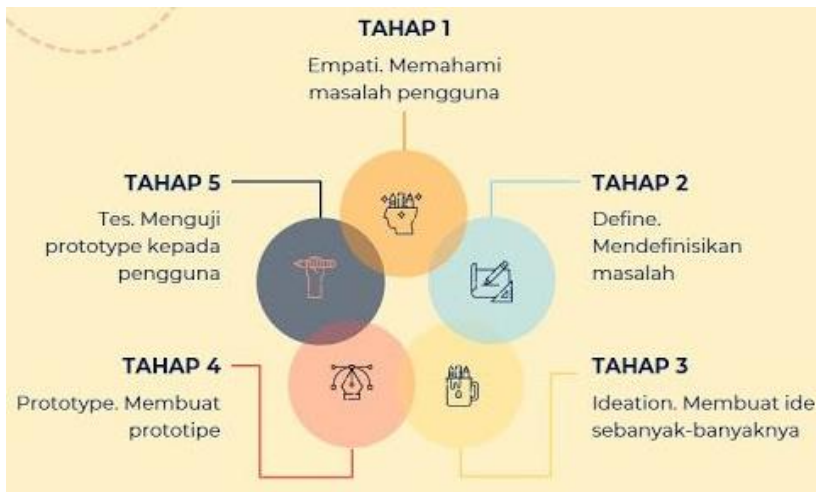 TAHAP 1
Empati. Memahami
masalah pengguna
TAHAP 2
Define.
Mendefinisikan
masalah
TAHAP 3
Ideation. Membuat ide
sebanyak-banyaknya
TAHAP 4
Prototype. Membuat
prototipe
TAHAP 5
Tes. Menguji
prototype kepada
pengguna